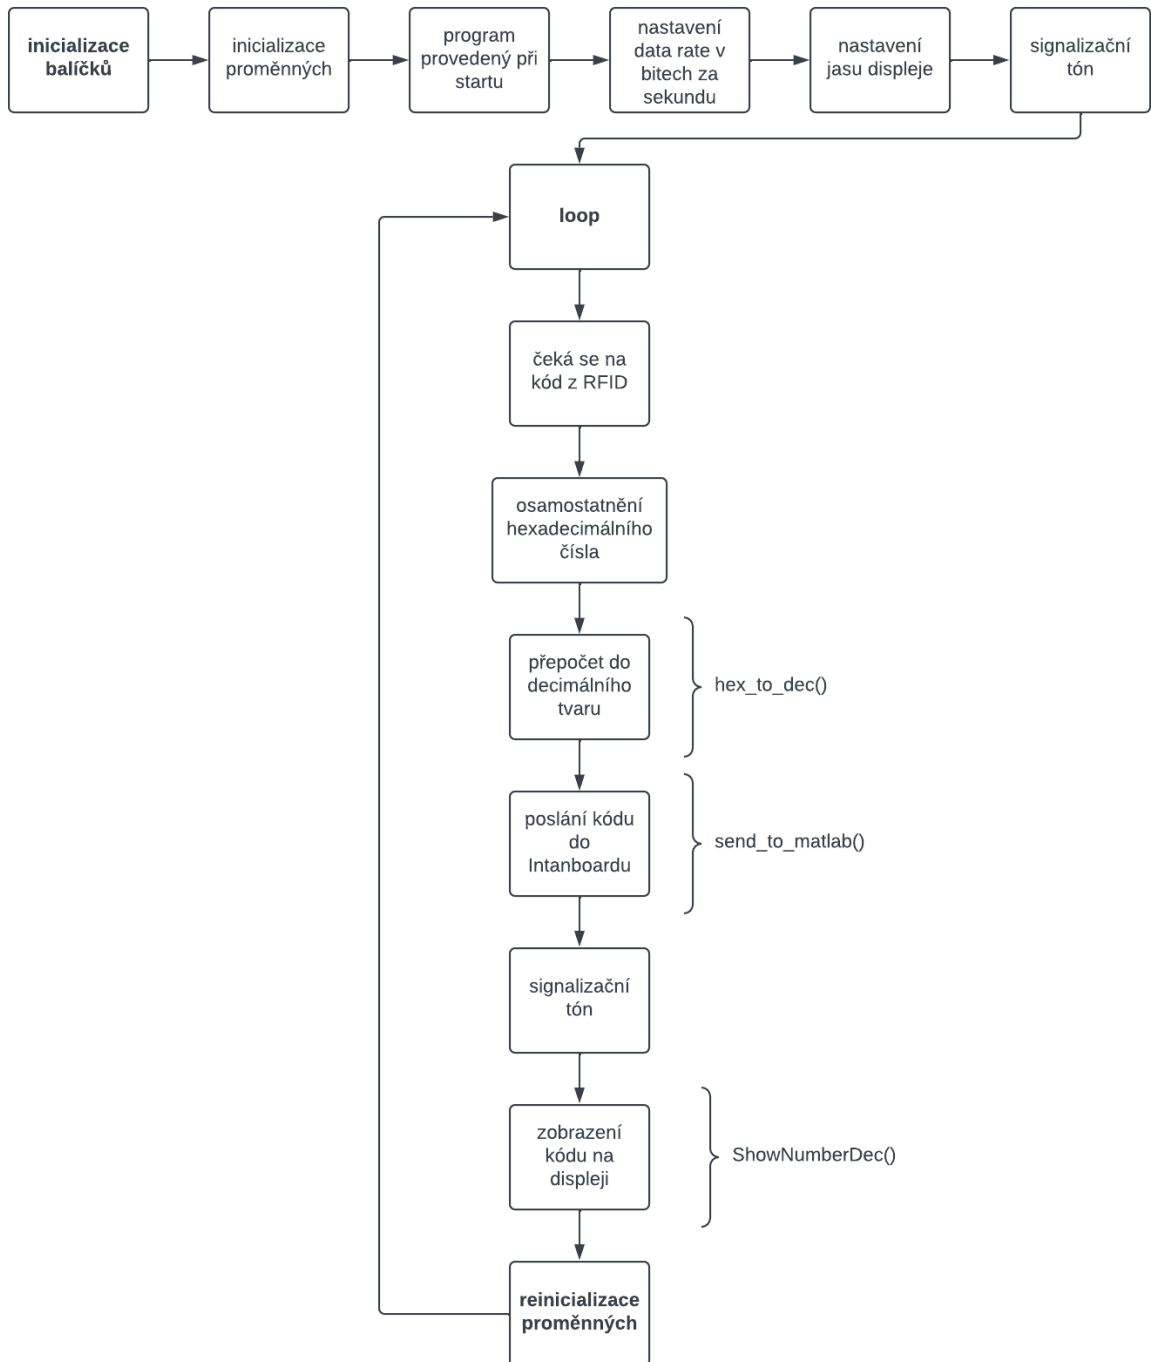 inicializace
balíčků
inicializace
proměnných
program
provedený při
startu
nastavení
data rate v
bitech za
sekundu
nastavení
jasu displeje
signalizační
tón
loop
čeká se na
kód z RFID
osamostatnění
hexadecimálního
čísla
přepočet do
decimálního
tvaru
hex_to_dec()
poslání kódu
do
Intanboardu
send_to_matlab()
signalizační
tón
zobrazení
kódu na
displeji
ShowNumberDec()
reinicializace
proměnných